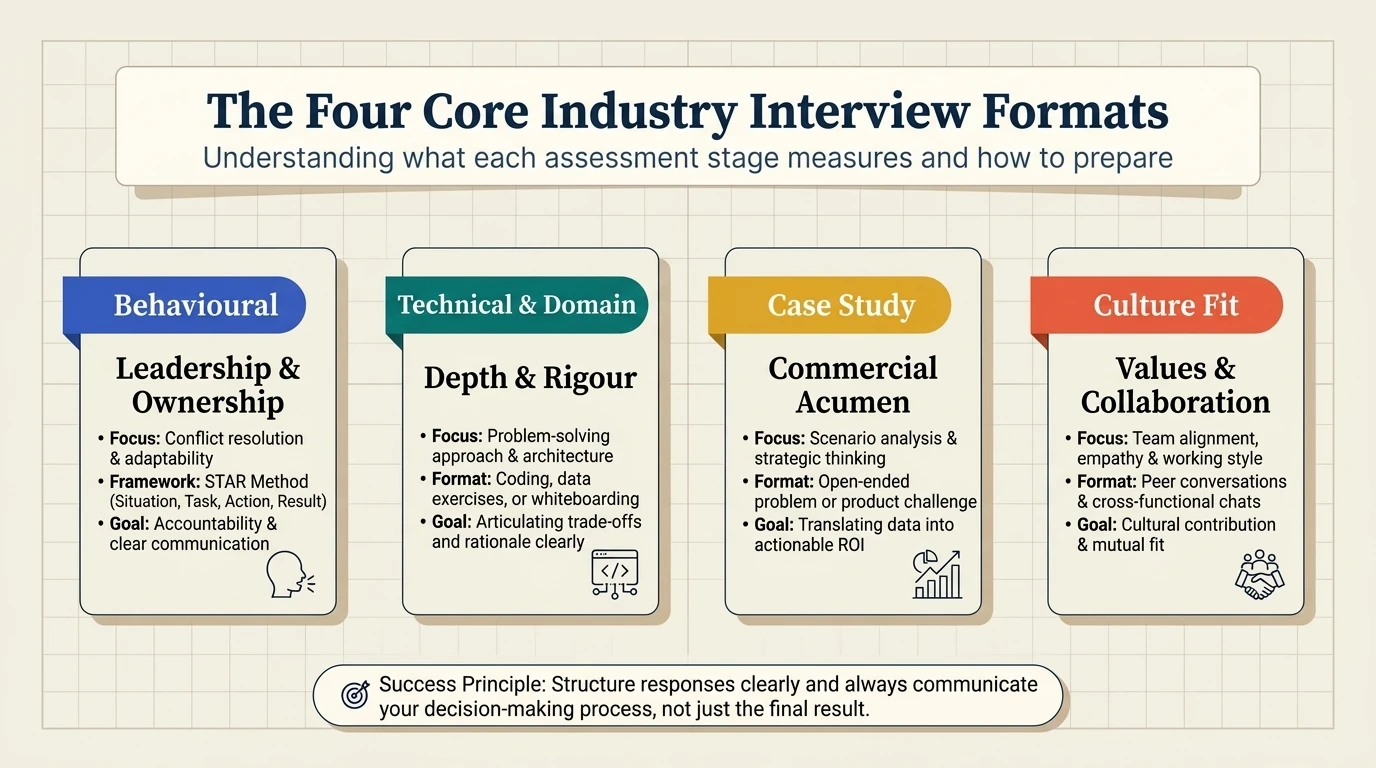 The Four Core Industry Interview Formats
Understanding what each assessment stage measures and how to prepare
Behavioural
Leadership &
Ownership
• Focus: Conflict resolution
& adaptability
• Framework: STAR Method
(Situation, Task, Action, Result)
• Goal: Accountability &
clear communication
Technical & Domain
Depth & Rigour
• Focus: Problem-solving
approach & architecture
• Format: Coding, data
exercises, or whiteboarding
• Goal: Articulating trade-offs
and rationale clearly
</>
Case Study
Commercial
Acumen
• Focus: Scenario analysis &
strategic thinking
• Format: Open-ended
problem or product challenge
• Goal: Translating data into
actionable ROI
Culture Fit
Values &
Collaboration
• Focus: Team alignment,
empathy & working style
• Format: Peer conversations
& cross-functional chats
• Goal: Cultural contribution
& mutual fit
Success Principle: Structure responses clearly and always communicate
your decision-making process, not just the final result.